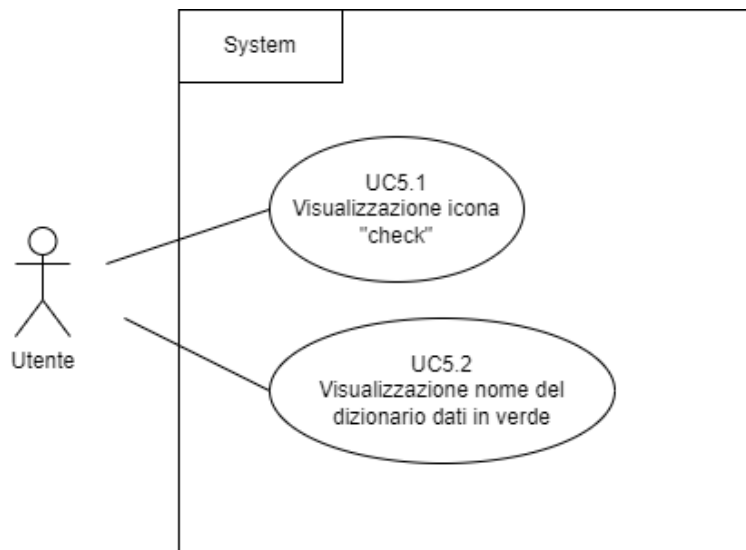 System
UC5.1
Visualizzazione icona
"check"
Utente
UC5.2
Visualizzazione nome del
dizionario dati in verde